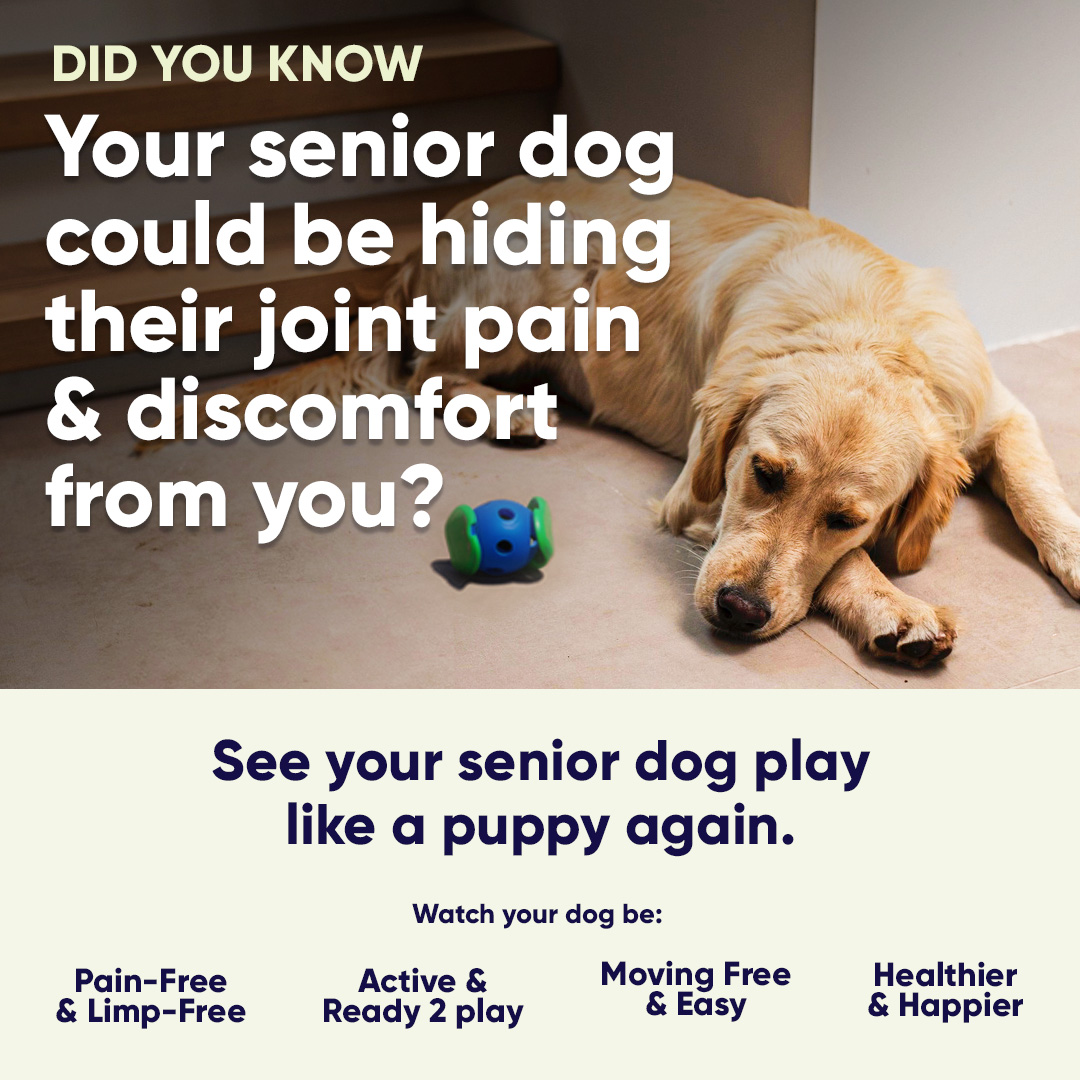 DID YOU KNOW
Your senior dog
could be hiding
their joint pain
& discomfort
from you?
See your senior dog play
like a puppy again.
Watch your dog be:
Pain-Free
& Limp-Free
Active &
Ready 2 play
Moving Free
& Easy
Healthier
& Happier